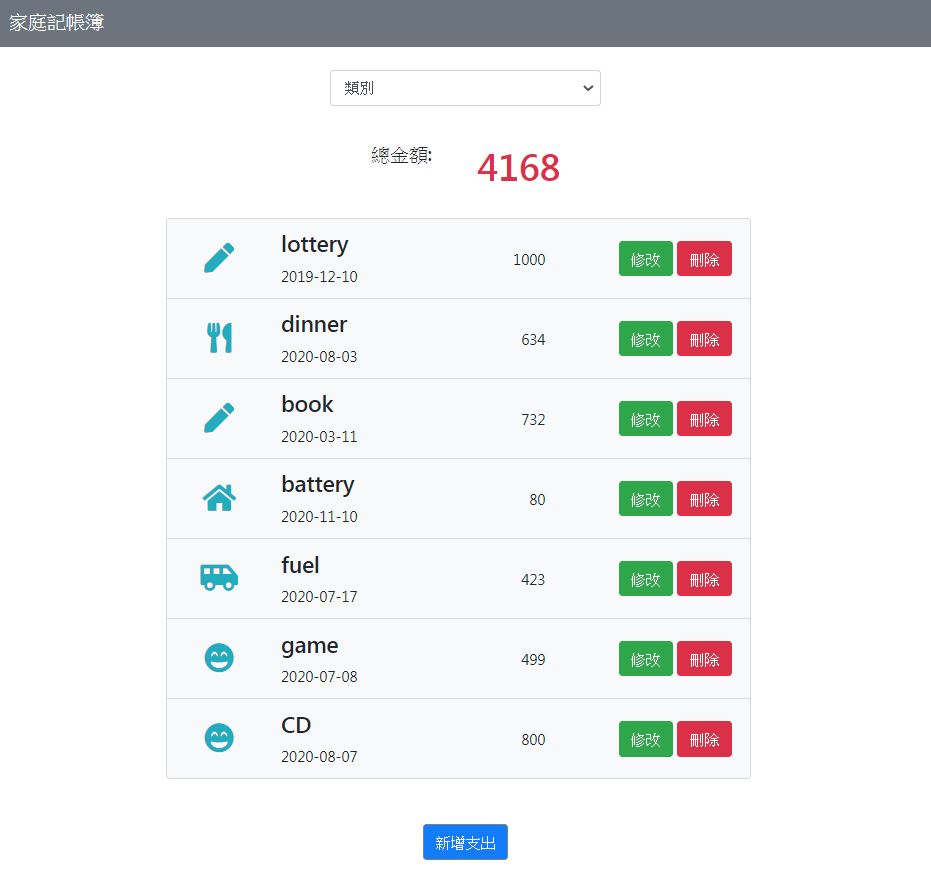 家庭記帳簿
類別
總金額: 4168
lottery
2019-12-10
1000 修改 刪除
dinner
2020-08-03
634 修改 刪除
book
2020-03-11
732 修改 刪除
battery
2020-11-10
80 修改 刪除
fuel
2020-07-17
423 修改 刪除
game
2020-07-08
499 修改 刪除
CD
2020-08-07
800 修改 刪除
新增支出